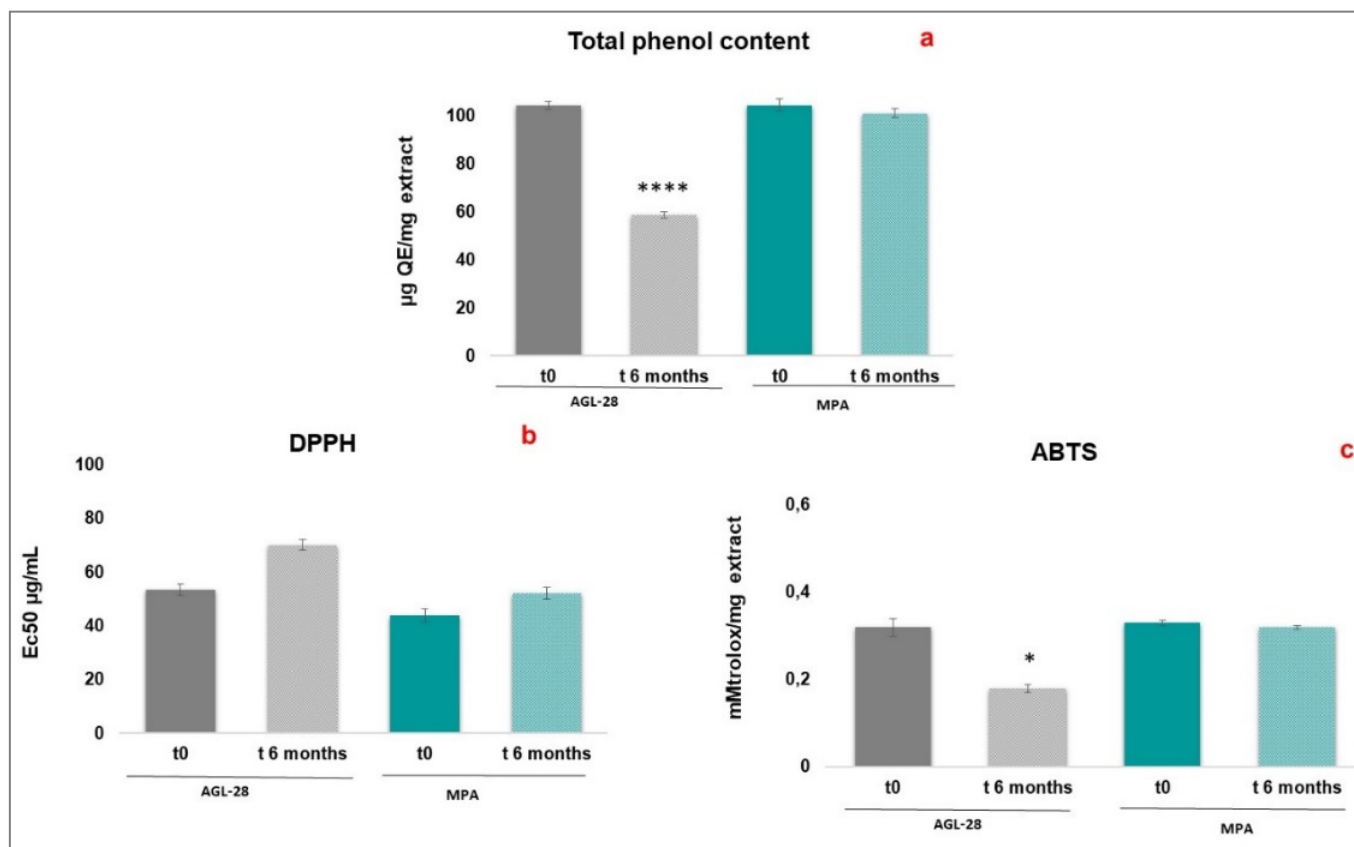 Total phenol content
a
µg QE/mg extract
100
80
60
40
20
0
****
t0
t 6 months
t0
t 6 months
AGL-28
MPA
DPPH
b
Ec50 µg/mL
100
80
60
40
20
0
t0
t 6 months
t0
t 6 months
AGL-28
MPA
ABTS
c
mMtrolox/mg extract
0,6
0,4
0,2
0
*
t0
t 6 months
t0
t 6 months
AGL-28
MPA